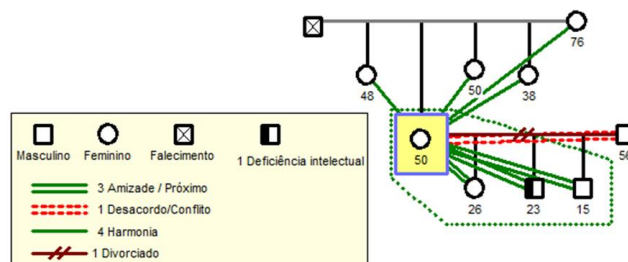 76
50
48
38
50
56
26
23
15
Masculino Feminino Falecimento 1 Deficiência intelectual
3 Amizade / Próximo
1 Desacordo/Conflito
4 Harmonia
1 Divorciado